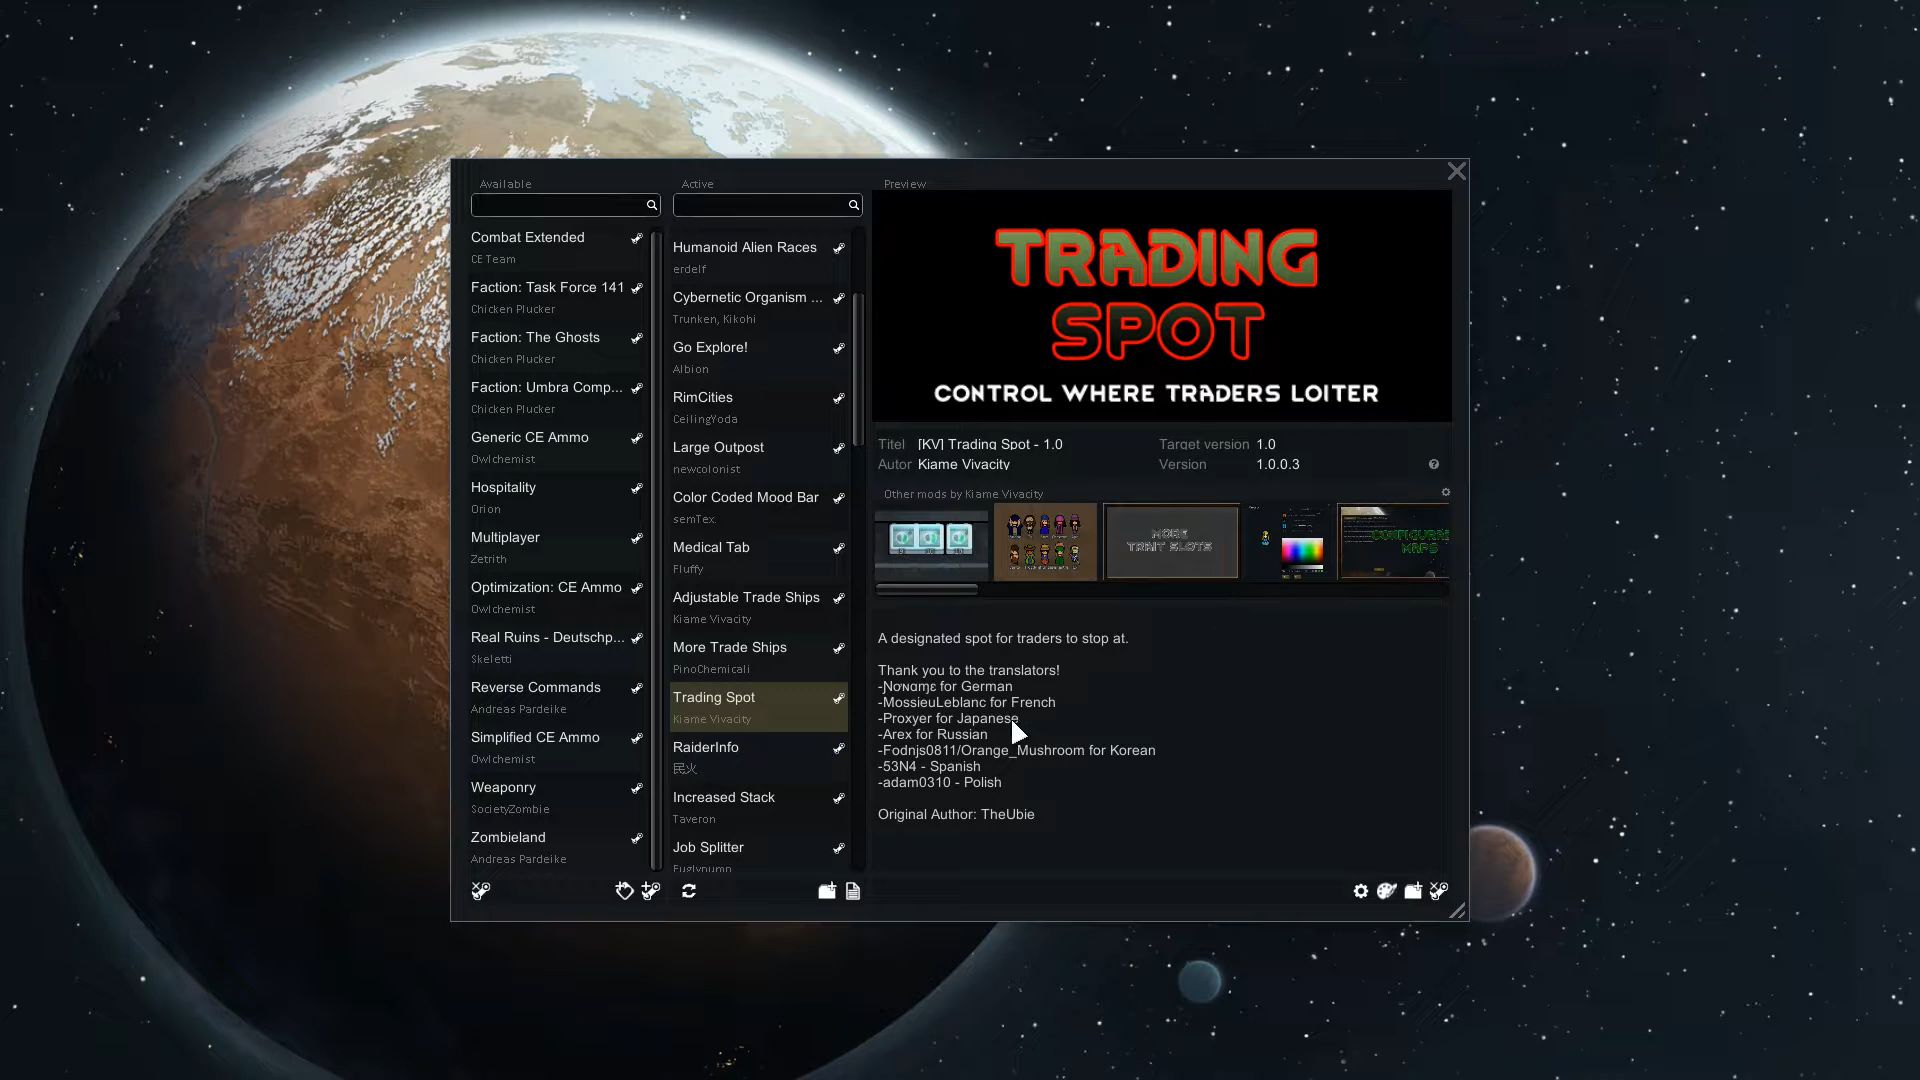 Available
Combat Extended
CE Team
Faction: Task Force 141
Chicken Plucker
Faction: The Ghosts
Chicken Plucker
Faction: Umbra Comp...
Chicken Plucker
Generic CE Ammo
Owlchemist
Hospitality
Orion
Multiplayer
Zetrith
Optimization: CE Ammo
Owlchemist
Real Ruins - Deutschp...
Skeletti
Reverse Commands
Andreas Pardeike
Simplified CE Ammo
Owlchemist
Weaponry
SocietyZombie
Zombieland
Andreas Pardeike
Active
Humanoid Alien Races
erdelf
Cybernetic Organism ...
Trunken, Kikohi
Go Explore!
Albion
RimCities
CeilingYoda
Large Outpost
newcolonist
Color Coded Mood Bar
semTex.
Medical Tab
Fluffy
Adjustable Trade Ships
Kiame Vivacity
More Trade Ships
PinoChemicali
Trading Spot
Kiame Vivacity
RaiderInfo
民火
Increased Stack
Taveron
Job Splitter
Fuglypump
Preview
TRADING
SPOT
CONTROL WHERE TRADERS LOITER
Titel [KV] Trading Spot - 1.0
Target version 1.0
Autor Kiame Vivacity
Version 1.0.0.3
Other mods by Kiame Vivacity
MORE
TRAIT SLOTS
MAPS
A designated spot for traders to stop at.
Thank you to the translators!
-Ɲơɴɑɱɛ for German
-MossieuLeblanc for French
-Proxyer for Japanese
-Arex for Russian
-Fodnjs0811/Orange_Mushroom for Korean
-53N4 - Spanish
-adam0310 - Polish
Original Author: TheUbie